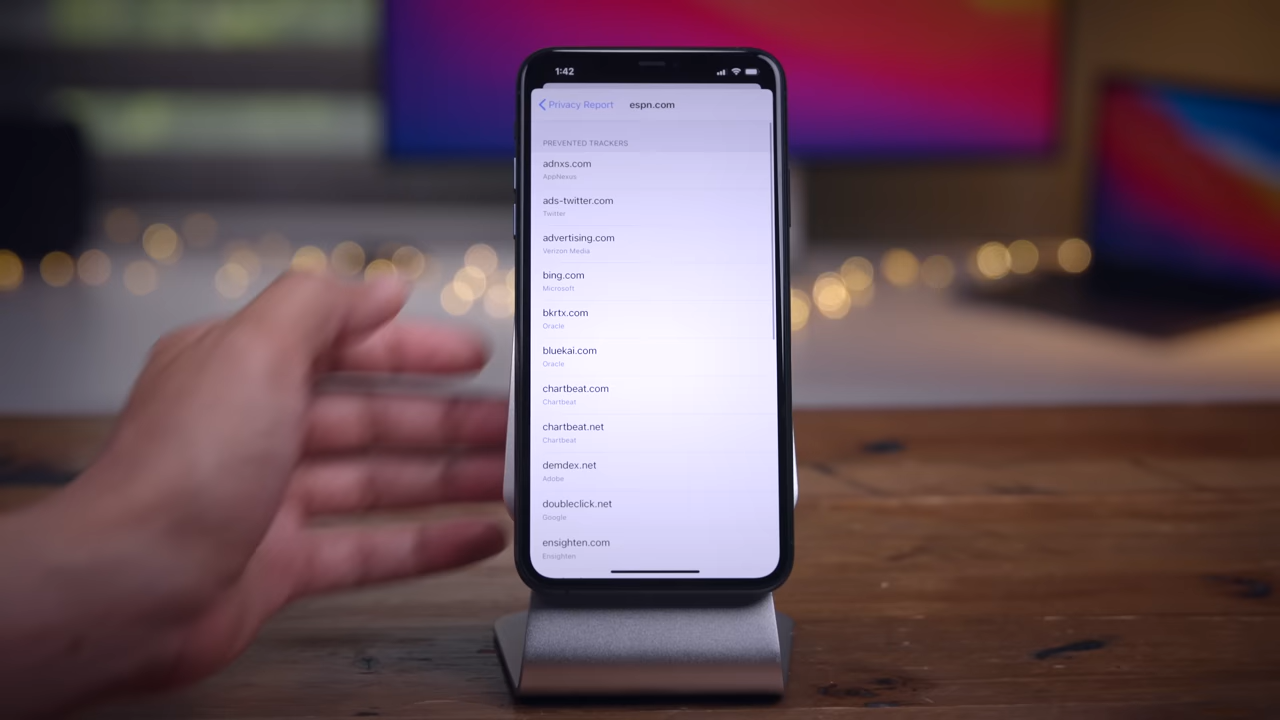 1:42
Privacy Report espn.com
PREVENTED TRACKERS
adnxs.com
AppNexus
ads-twitter.com
Twitter
advertising.com
Verizon Media
bing.com
Microsoft
bkrtx.com
Oracle
bluekai.com
Oracle
chartbeat.com
Chartbeat
chartbeat.net
Chartbeat
demdex.net
Adobe
doubleclick.net
Google
ensighten.com
Ensighten